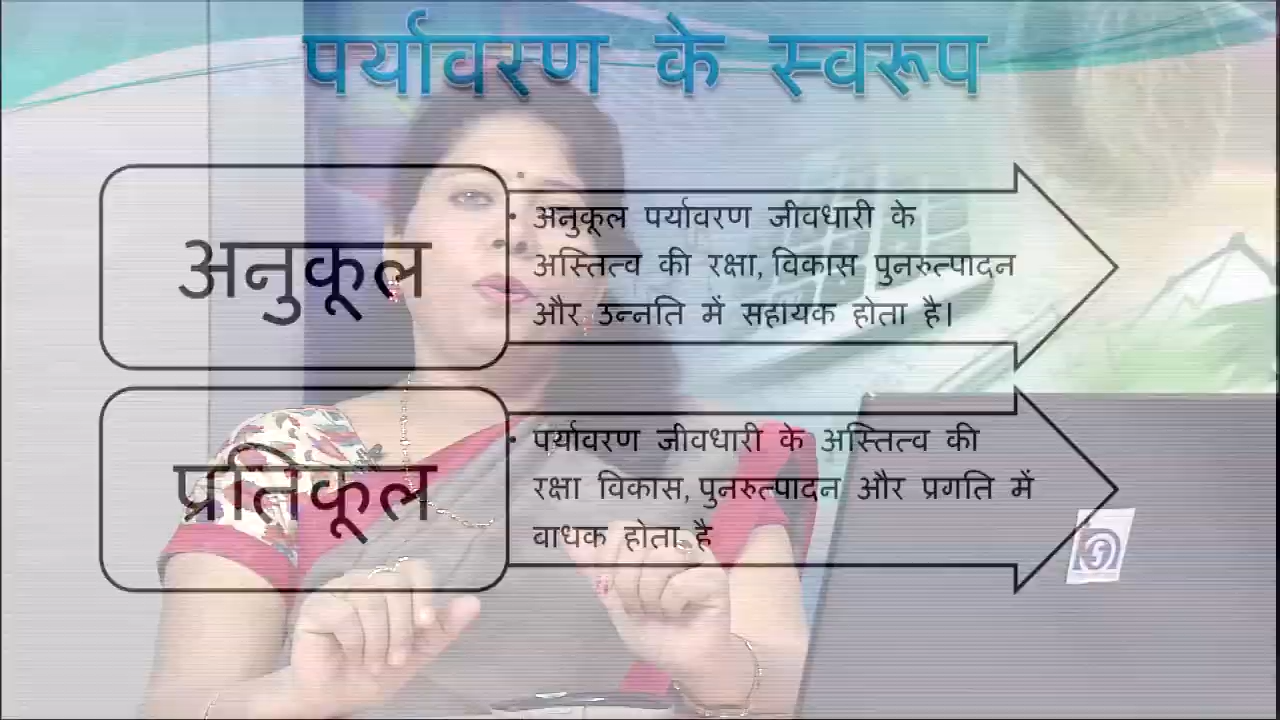 पर्यावरण के स्वरूप
अनुकूल
• अनुकूल पर्यावरण जीवधारी के
अस्तित्व की रक्षा, विकास पुनरुत्पादन
और उन्नति में सहायक होता है।
प्रतिकूल
• पर्यावरण जीवधारी के अस्तित्व की
रक्षा विकास, पुनरुत्पादन और प्रगति में
वाधक होता है